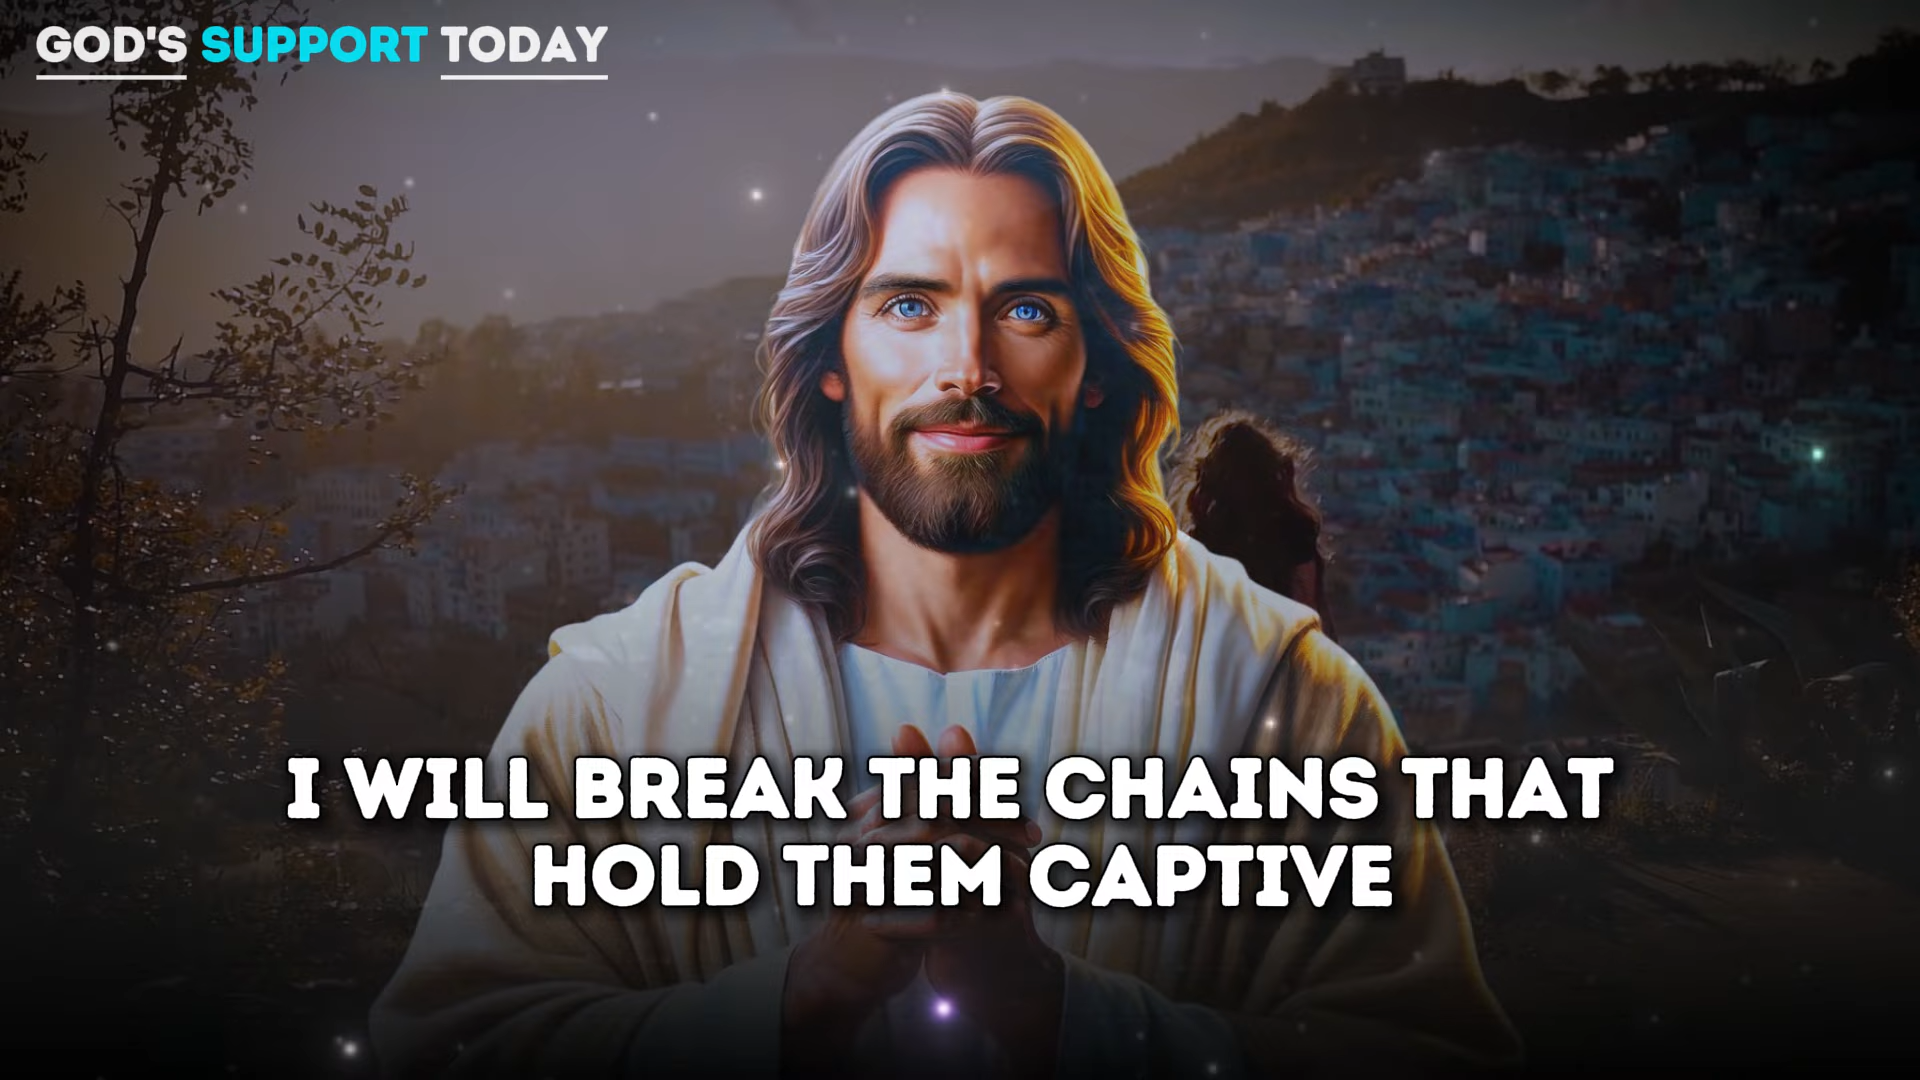 GOD'S SUPPORT TODAY
I WILL BREAK THE CHAINS THAT
HOLD THEM CAPTIVE